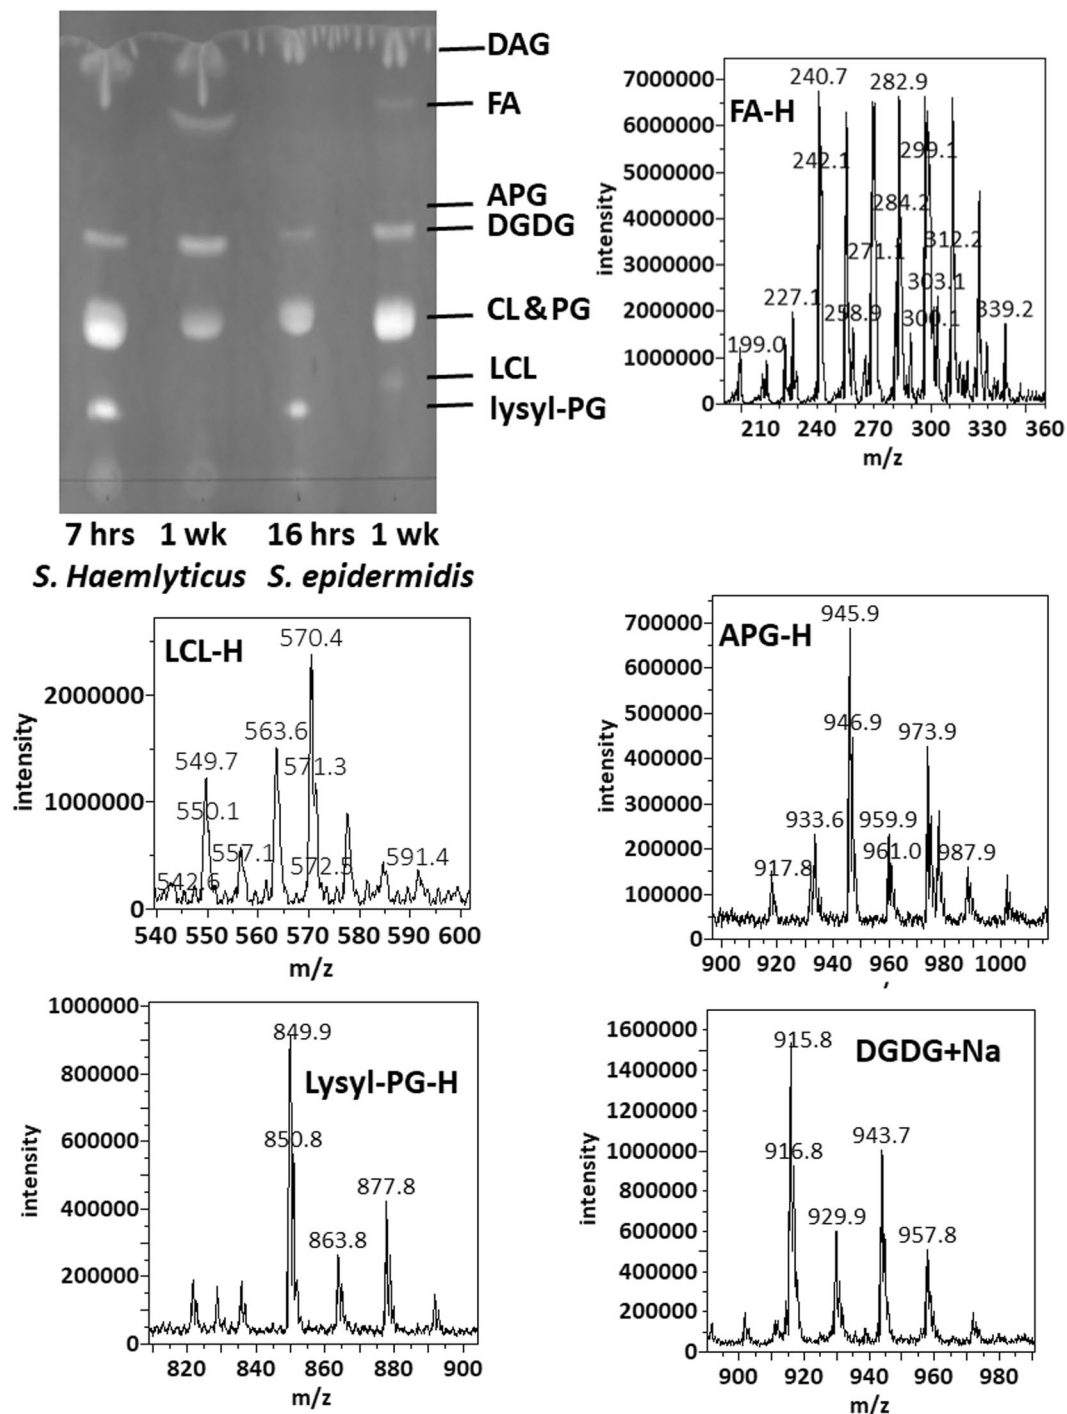 DAG
FA
APG
DGDG
CL & PG
LCL
lysyl-PG
7 hrs 1 wk 16 hrs 1 wk
S. Haemlyticus S. epidermidis
FA-H
7000000
6000000
5000000
4000000
3000000
2000000
1000000
0
intensity
240.7
282.9
242.1
299.1
284.2
271.1
312.2
303.1
227.1
258.9
300.1
339.2
199.0
210 240 270 300 330 360
m/z
LCL-H
2000000
1000000
0
intensity
570.4
563.6
549.7
571.3
550.1
557.1
572.5
542.6
591.4
540 550 560 570 580 590 600
m/z
APG-H
700000
600000
500000
400000
300000
200000
100000
0
intensity
945.9
946.9
973.9
933.6
959.9
961.0
917.8
987.9
900 920 940 960 980 1000
Lysyl-PG-H
1000000
800000
600000
400000
200000
0
intensity
849.9
850.8
877.8
863.8
820 840 860 880 900
m/z
DGDG+Na
1600000
1400000
1200000
1000000
800000
600000
400000
200000
0
intensity
915.8
916.8
943.7
929.9
957.8
900 920 940 960 980
m/z